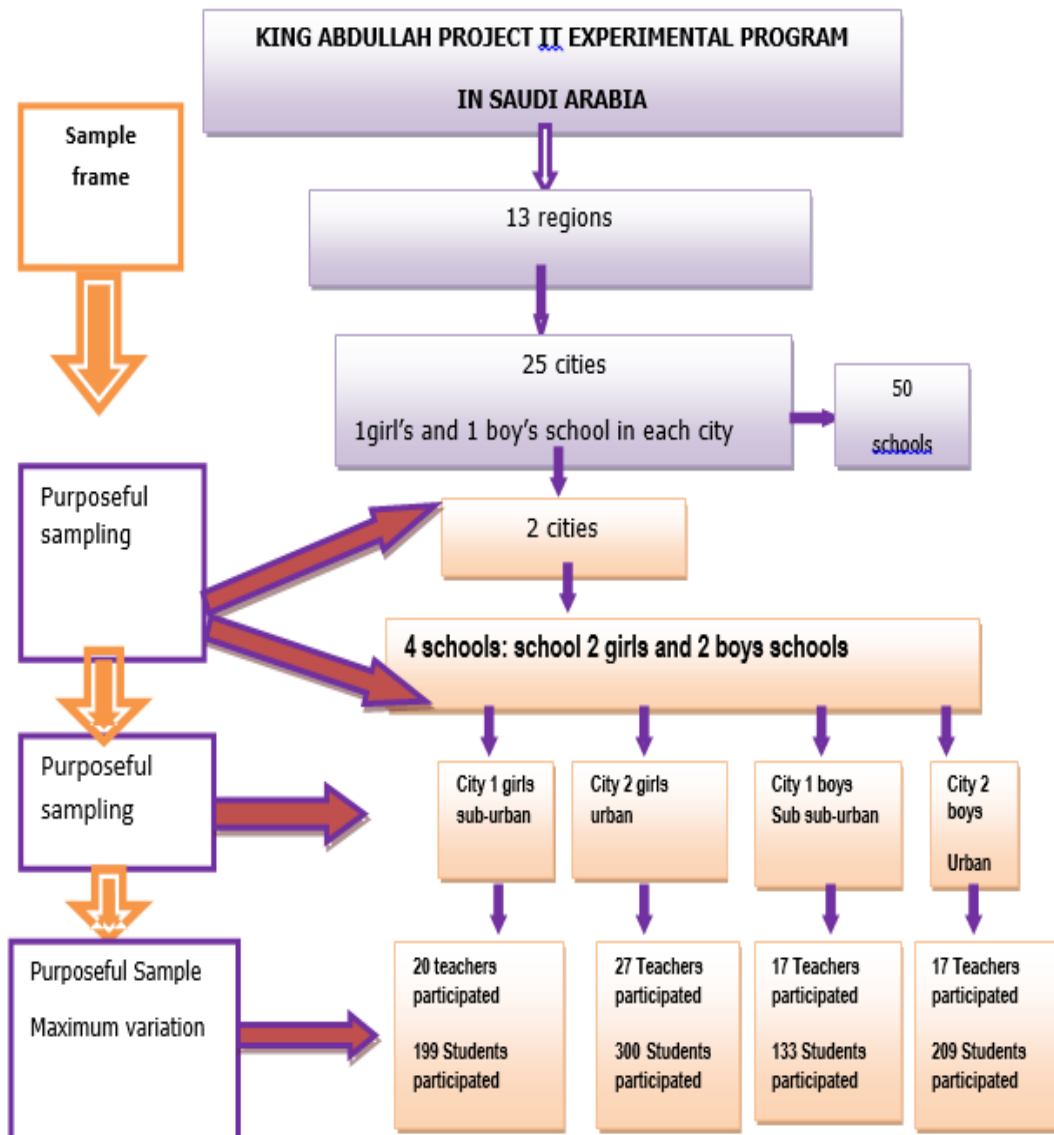 KING ABDULLAH PROJECT IT EXPERIMENTAL PROGRAM
IN SAUDI ARABIA
Sample
frame
13 regions
25 cities
1girl's and 1 boy's school in each city
50
schools
Purposeful
sampling
2 cities
4 schools: school 2 girls and 2 boys schools
Purposeful
sampling
City 1 girls
sub-urban
City 2 girls
urban
City 1 boys
Sub sub-urban
City 2
boys
Urban
Purposeful Sample
Maximum variation
20 teachers
participated
199 Students
participated
27 Teachers
participated
300 Students
participated
17 Teachers
participated
133 Students
participated
17 Teachers
participated
209 Students
participated